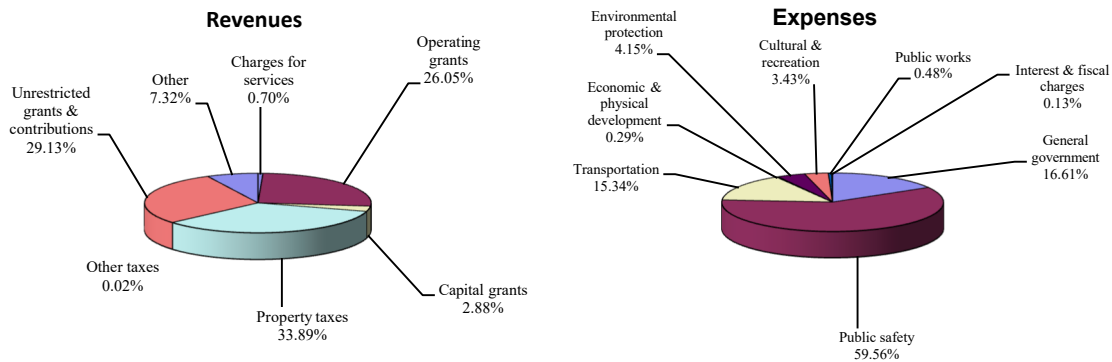 Revenues
Charges for
services
0.70%
Operating
grants
26.05%
Other
7.32%
Unrestricted
grants &
contributions
29.13%
Other taxes
0.02%
Property taxes
33.89%
Capital grants
2.88%
Expenses
Environmental
protection
4.15%
Cultural &
recreation
3.43%
Public works
0.48%
Interest & fiscal
charges
0.13%
Economic &
physical
development
0.29%
General
government
16.61%
Transportation
15.34%
Public safety
59.56%